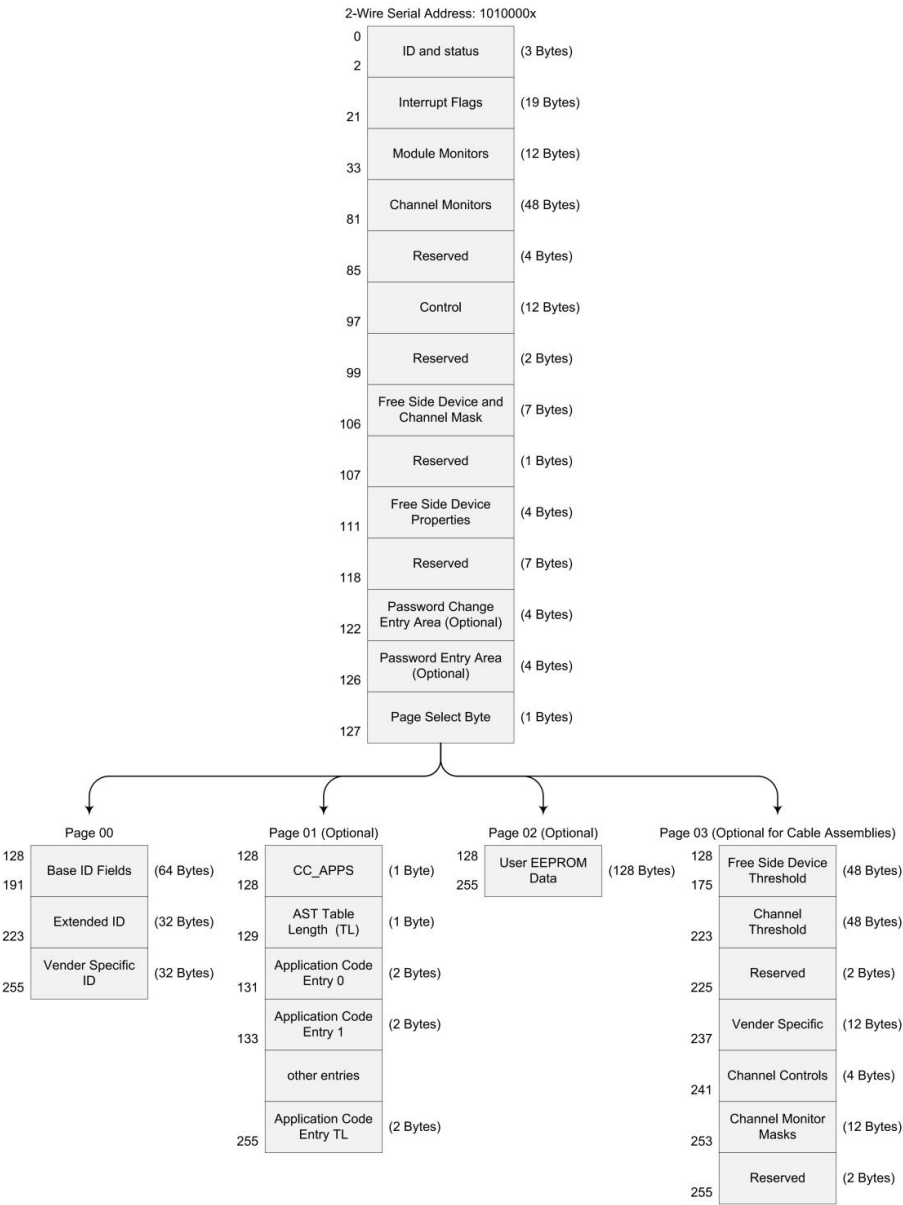 2-Wire Serial Address: 1010000x
0
ID and status
(3 Bytes)
2
Interrupt Flags
(19 Bytes)
21
Module Monitors
(12 Bytes)
33
Channel Monitors
(48 Bytes)
81
Reserved
(4 Bytes)
85
Control
(12 Bytes)
97
Reserved
(2 Bytes)
99
Free Side Device and
Channel Mask
(7 Bytes)
106
Reserved
(1 Bytes)
107
Free Side Device
Properties
(4 Bytes)
111
Reserved
(7 Bytes)
118
Password Change
Entry Area (Optional)
(4 Bytes)
122
Password Entry Area
(Optional)
(4 Bytes)
126
Page Select Byte
(1 Bytes)
127
Page 00
128
Base ID Fields
(64 Bytes)
191
Extended ID
(32 Bytes)
223
Vender Specific
ID
(32 Bytes)
255
Page 01 (Optional)
128
CC_APPS
(1 Byte)
128
AST Table
Length (TL)
(1 Byte)
129
Application Code
Entry 0
(2 Bytes)
131
Application Code
Entry 1
(2 Bytes)
133
other entries
Application Code
Entry TL
(2 Bytes)
255
Page 02 (Optional)
128
User EEPROM
Data
(128 Bytes)
255
Page 03 (Optional for Cable Assemblies)
128
Free Side Device
Threshold
(48 Bytes)
175
Channel
Threshold
(48 Bytes)
223
Reserved
(2 Bytes)
225
Vender Specific
(12 Bytes)
237
Channel Controls
(4 Bytes)
241
Channel Monitor
Masks
(12 Bytes)
253
Reserved
(2 Bytes)
255